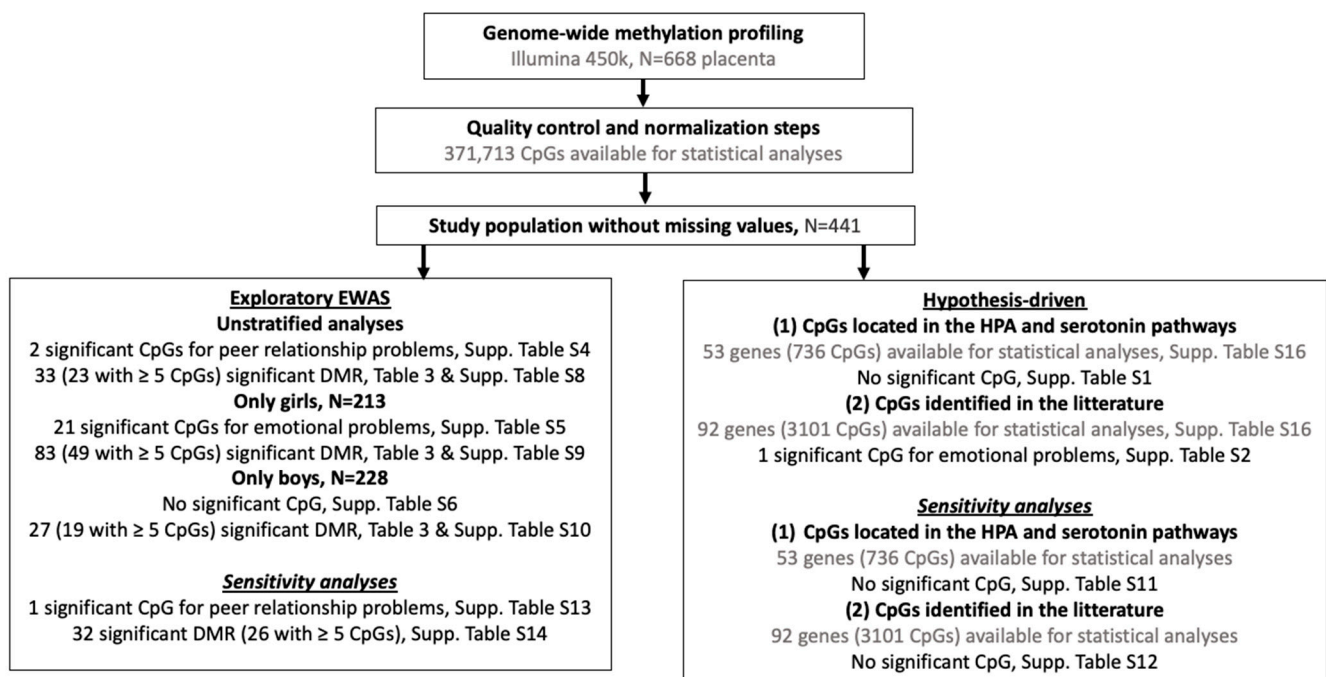 Genome-wide methylation profiling
Illumina 450k, N=668 placenta
Quality control and normalization steps
371,713 CpGs available for statistical analyses
Study population without missing values, N=441
Exploratory EWAS
Unstratified analyses
2 significant CpGs for peer relationship problems, Supp. Table S4
33 (23 with ≥ 5 CpGs) significant DMR, Table 3 & Supp. Table S8
Only girls, N=213
21 significant CpGs for emotional problems, Supp. Table S5
83 (49 with ≥ 5 CpGs) significant DMR, Table 3 & Supp. Table S9
Only boys, N=228
No significant CpG, Supp. Table S6
27 (19 with ≥ 5 CpGs) significant DMR, Table 3 & Supp. Table S10
Sensitivity analyses
1 significant CpG for peer relationship problems, Supp. Table S13
32 significant DMR (26 with ≥ 5 CpGs), Supp. Table S14
Hypothesis-driven
(1) CpGs located in the HPA and serotonin pathways
53 genes (736 CpGs) available for statistical analyses, Supp. Table S16
No significant CpG, Supp. Table S1
(2) CpGs identified in the litterature
92 genes (3101 CpGs) available for statistical analyses, Supp. Table S16
1 significant CpG for emotional problems, Supp. Table S2
Sensitivity analyses
(1) CpGs located in the HPA and serotonin pathways
53 genes (736 CpGs) available for statistical analyses
No significant CpG, Supp. Table S11
(2) CpGs identified in the litterature
92 genes (3101 CpGs) available for statistical analyses
No significant CpG, Supp. Table S12